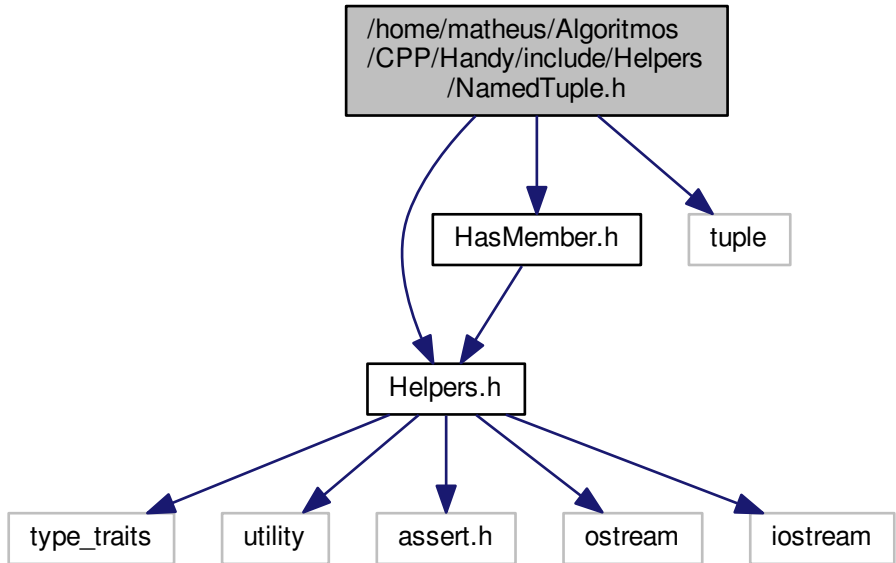 /home/matheus/Algoritmos
/CPP/Handy/include/Helpers
/NamedTuple.h
HasMember.h
tuple
Helpers.h
type_traits
utility
assert.h
ostream
iostream